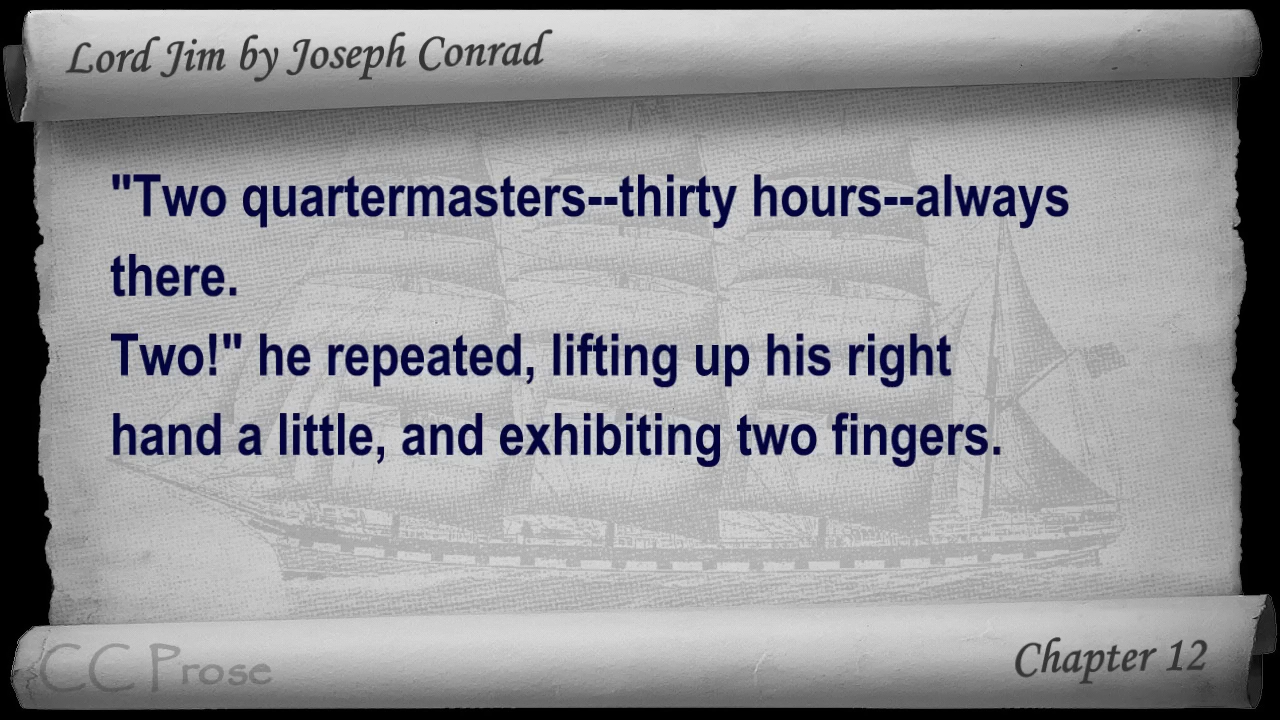 Lord Jim by Joseph Conrad
"Two quartermasters--thirty hours--always
there.
Two!" he repeated, lifting up his right
hand a little, and exhibiting two fingers.
CC Prose
Chapter 12